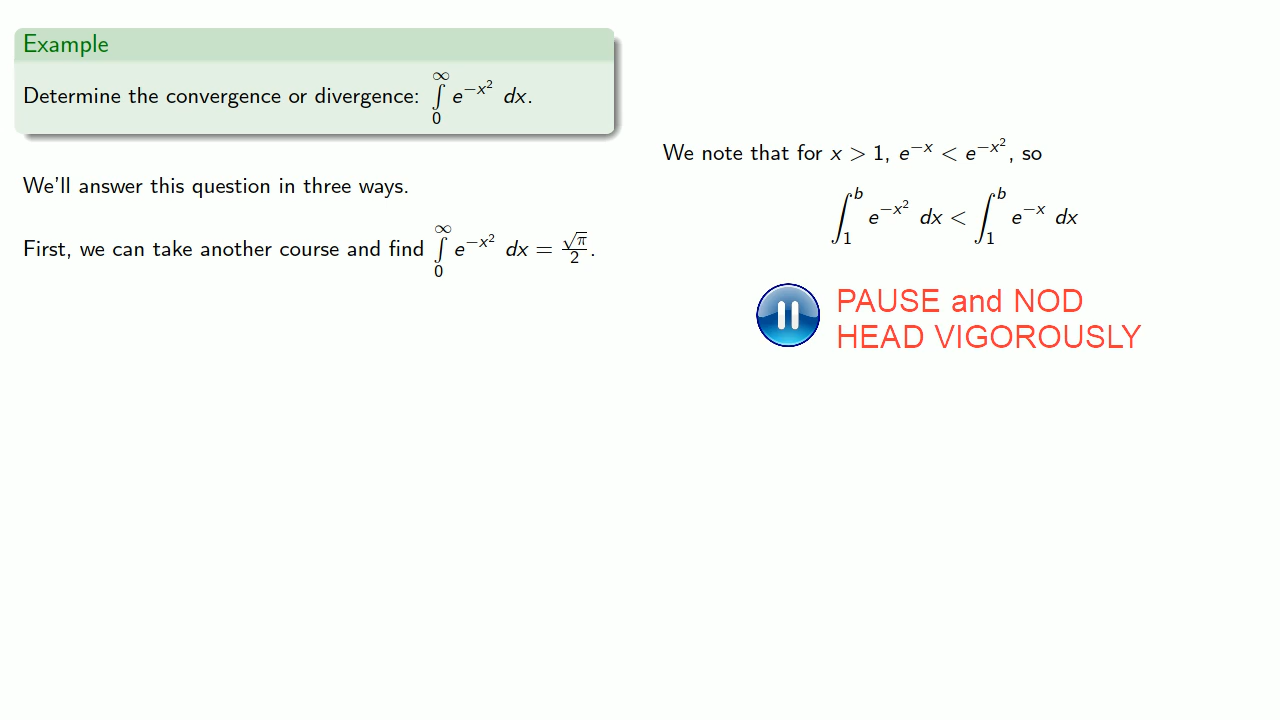 Example
Determine the convergence or divergence: ∫₀^∞ e^{−x²} dx.
We'll answer this question in three ways.
First, we can take another course and find ∫₀^∞ e^{−x²} dx = √π/2.
We note that for x > 1, e^{−x} < e^{−x²}, so
∫₁^b e^{−x²} dx < ∫₁^b e^{−x} dx
PAUSE and NOD
HEAD VIGOROUSLY